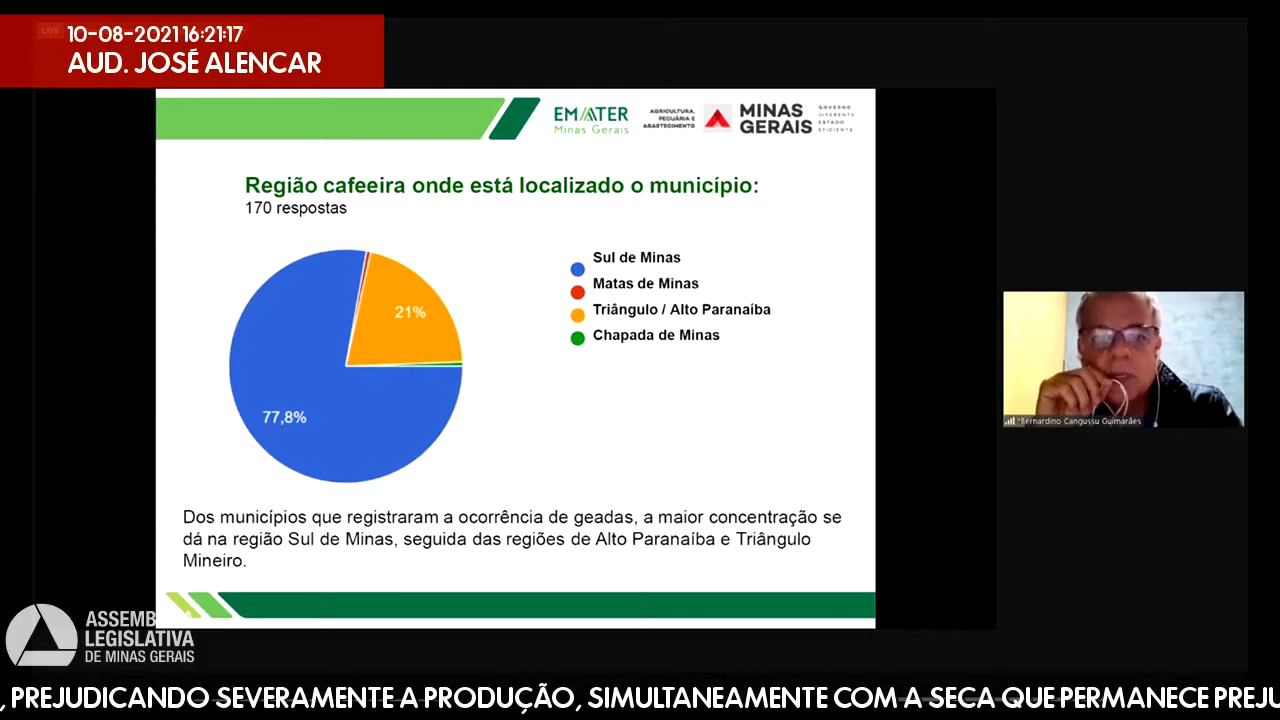 LIVE
10-08-2021 16:21:17
AUD. JOSÉ ALENCAR
EMATER
Minas Gerais
AGRICULTURA,
PECUÁRIA E
ABASTECIMENTO
MINAS
GERAIS
GOVERNO
DIFERENTE
ESTADO
EFICIENTE
Região cafeeira onde está localizado o município:
170 respostas
Sul de Minas
Matas de Minas
Triângulo / Alto Paranaíba
Chapada de Minas
21%
77,8%
Bernardino Cangussu Guimarães
Dos municípios que registraram a ocorrência de geadas, a maior concentração se
dá na região Sul de Minas, seguida das regiões de Alto Paranaíba e Triângulo
Mineiro.
ASSEMBLEIA
LEGISLATIVA
DE MINAS GERAIS
, PREJUDICANDO SEVERAMENTE A PRODUÇÃO, SIMULTANEAMENTE COM A SECA QUE PERMANECE PREJU